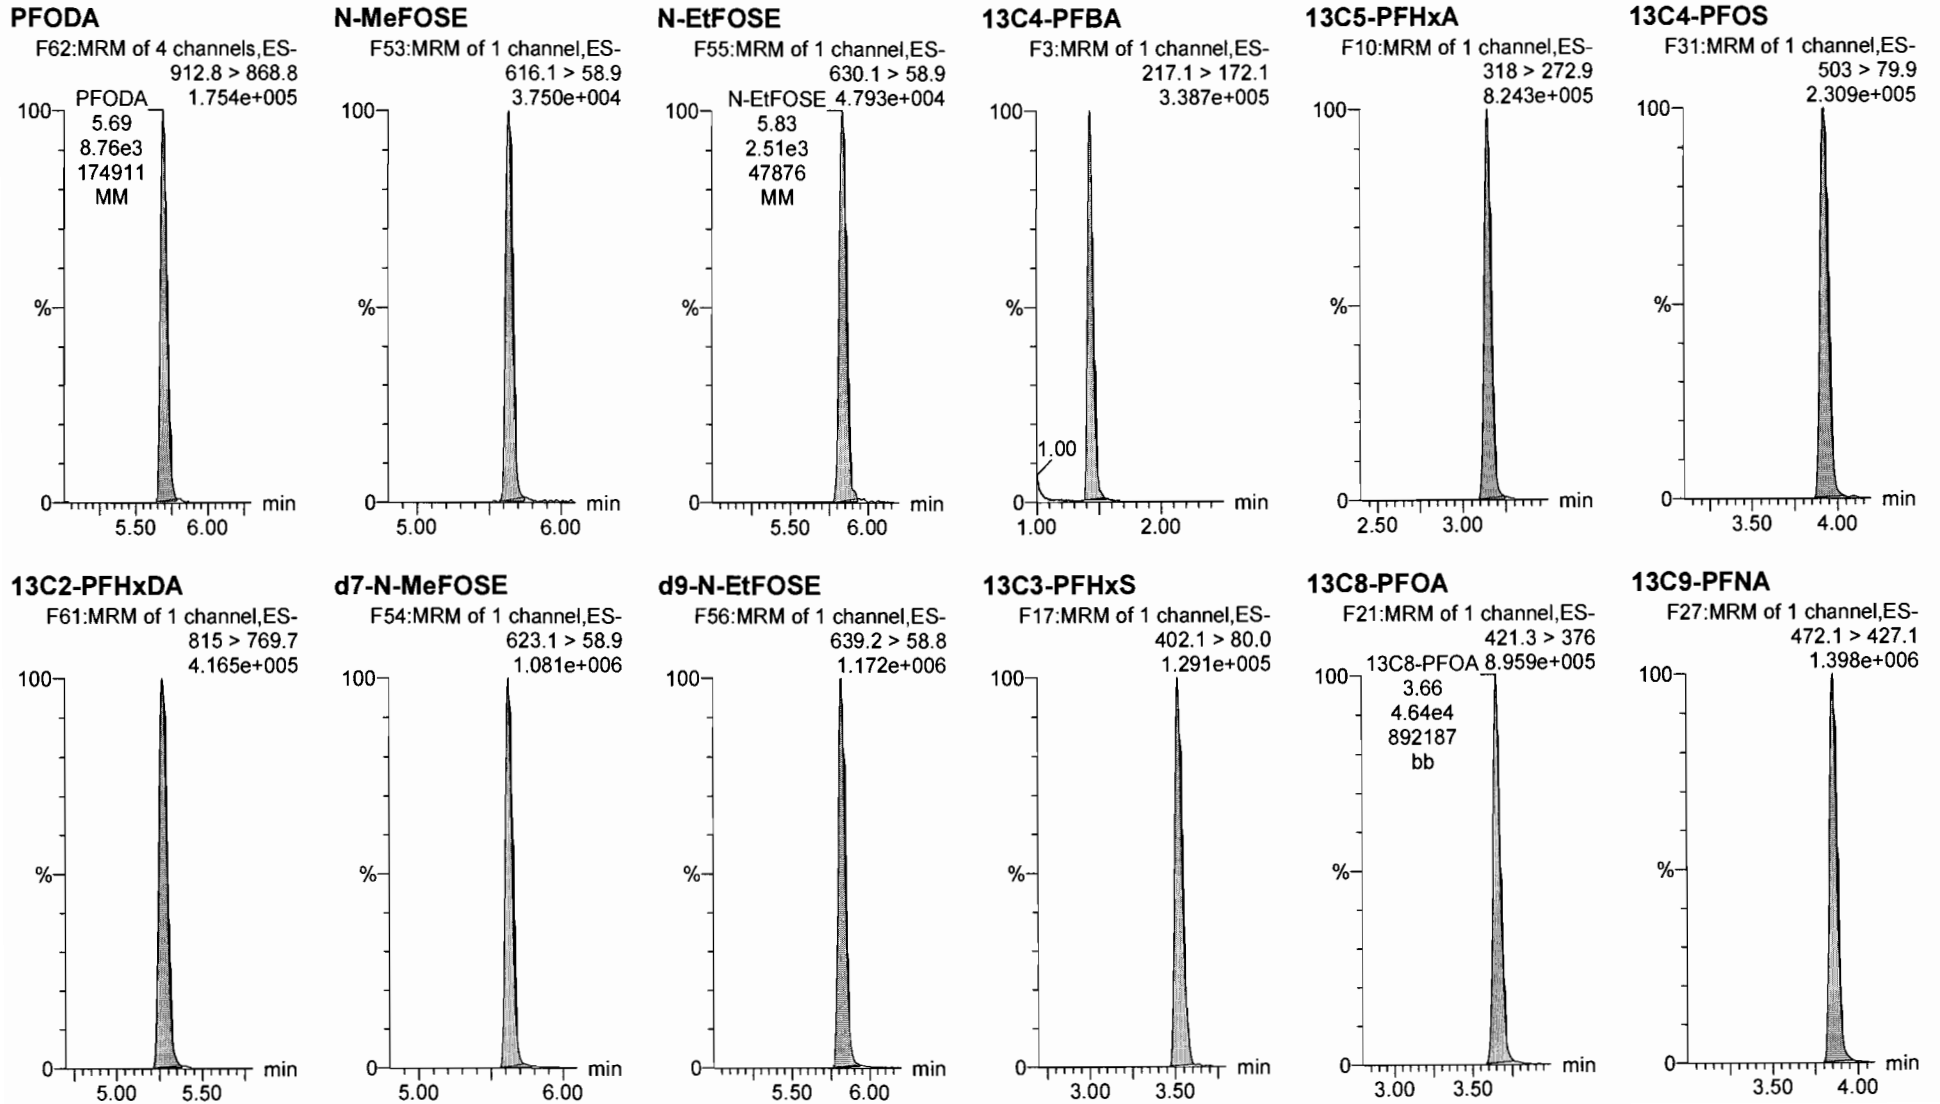 PFODA
F62:MRM of 4 channels,ES-
912.8 > 868.8
1.754e+005
PFODA
5.69
8.76e3
174911
MM
100
%
0
min
5.50 6.00
N-MeFOSE
F53:MRM of 1 channel,ES-
616.1 > 58.9
3.750e+004
100
%
0
min
5.00 6.00
N-EtFOSE
F55:MRM of 1 channel,ES-
630.1 > 58.9
4.793e+004
N-EtFOSE
5.83
2.51e3
47876
MM
100
%
0
min
5.50 6.00
13C4-PFBA
F3:MRM of 1 channel,ES-
217.1 > 172.1
3.387e+005
100
%
1.00
0
min
1.00 2.00
13C5-PFHxA
F10:MRM of 1 channel,ES-
318 > 272.9
8.243e+005
100
%
0
min
2.50 3.00
13C4-PFOS
F31:MRM of 1 channel,ES-
503 > 79.9
2.309e+005
100
%
0
min
3.50 4.00
13C2-PFHxDA
F61:MRM of 1 channel,ES-
815 > 769.7
4.165e+005
100
%
0
min
5.00 5.50
d7-N-MeFOSE
F54:MRM of 1 channel,ES-
623.1 > 58.9
1.081e+006
100
%
0
min
5.00 6.00
d9-N-EtFOSE
F56:MRM of 1 channel,ES-
639.2 > 58.8
1.172e+006
100
%
0
min
5.50 6.00
13C3-PFHxS
F17:MRM of 1 channel,ES-
402.1 > 80.0
1.291e+005
100
%
0
min
3.00 3.50
13C8-PFOA
F21:MRM of 1 channel,ES-
421.3 > 376
8.959e+005
13C8-PFOA
3.66
4.64e4
892187
bb
100
%
0
min
3.00 3.50
13C9-PFNA
F27:MRM of 1 channel,ES-
472.1 > 427.1
1.398e+006
100
%
0
min
3.50 4.00